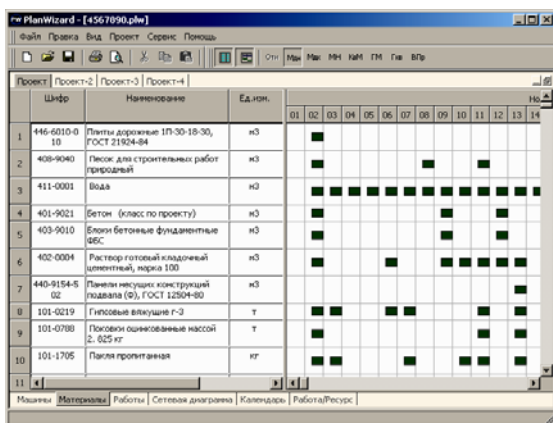 PlanWizard - [4567890.plw]
Файл Правка Вид Проект Сервис Помощь
Отн Мдн Мах МН КвМ ГМ Гкв ВПр
Проект Проект-2 Проект-3 Проект-4
Шифр Наименование Ед.изм. Но
01 02 03 04 05 06 07 08 09 10 11 12 13 14
1 446-6010-0 Плиты дорожные 1П-30-18-30, м3
10 ГОСТ 21924-84
2 408-9040 Песок для строительных работ м3
природный
3 411-0001 Вода м3
4 401-9021 Бетон (класс по проекту) м3
5 403-9010 Блоки бетонные фундаментные м3
ФБС
6 402-0004 Раствор готовый кладочный м3
цементный, марка 100
7 440-9154-5 Панели несущих конструкций м3
02 подвала (Ф), ГОСТ 12504-80
8 101-0219 Гипсовые вяжущие г-3 т
9 101-0788 Поковки оцинкованные массой т
2. 825 кг
10 101-1705 Пакля пропитанная кг
11
Машины Материалы Работы Сетевая диаграмма Календарь Работа/Ресурс